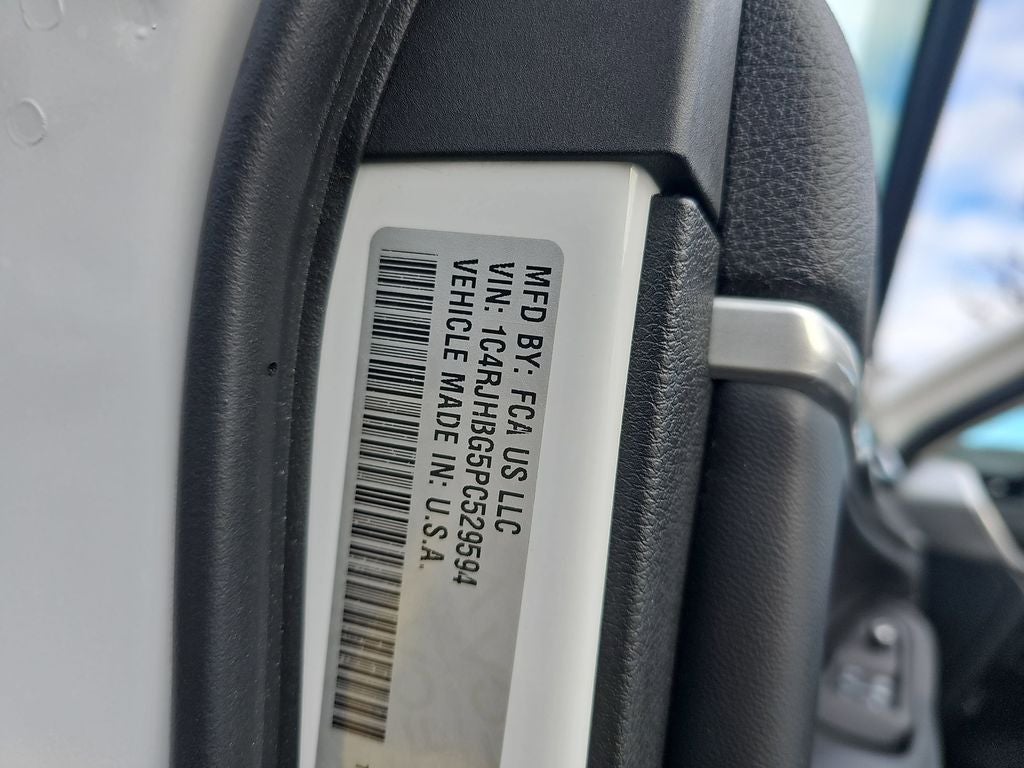 MFD BY: FCA US LLC
VIN: 1C4RJHBG5PC529594
VEHICLE MADE IN: U.S.A.